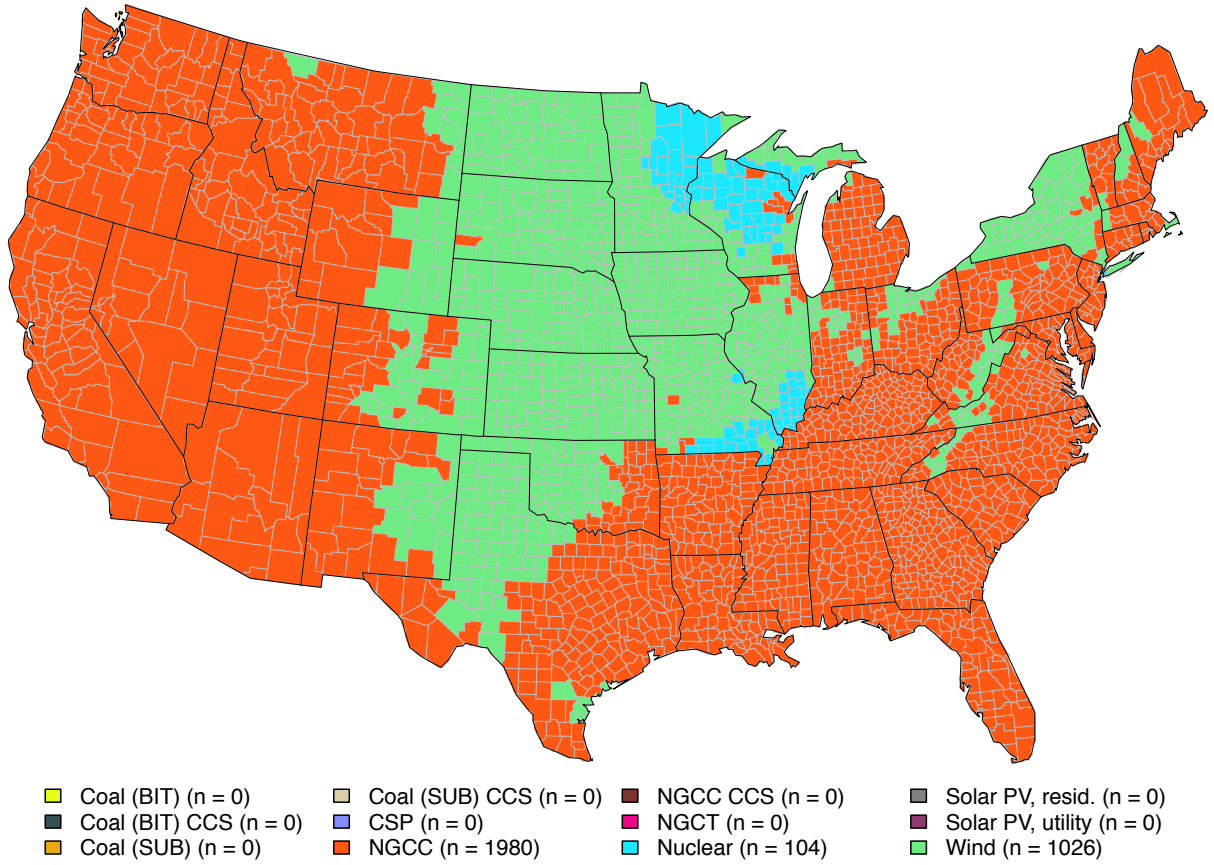 Coal (BIT) (n = 0)
Coal (BIT) CCS (n = 0)
Coal (SUB) (n = 0)
Coal (SUB) CCS (n = 0)
CSP (n = 0)
NGCC (n = 1980)
NGCC CCS (n = 0)
NGCT (n = 0)
Nuclear (n = 104)
Solar PV, resid. (n = 0)
Solar PV, utility (n = 0)
Wind (n = 1026)